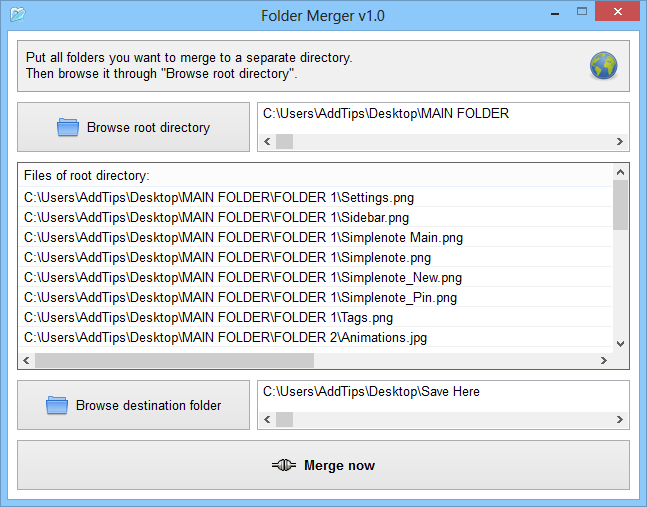 Folder Merger v1.0
Put all folders you want to merge to a separate directory.
Then browse it through "Browse root directory".
Browse root directory
C:\Users\AddTips\Desktop\MAIN FOLDER
Files of root directory:
C:\Users\AddTips\Desktop\MAIN FOLDER\FOLDER 1\Settings.png
C:\Users\AddTips\Desktop\MAIN FOLDER\FOLDER 1\Sidebar.png
C:\Users\AddTips\Desktop\MAIN FOLDER\FOLDER 1\Simplenote Main.png
C:\Users\AddTips\Desktop\MAIN FOLDER\FOLDER 1\Simplenote.png
C:\Users\AddTips\Desktop\MAIN FOLDER\FOLDER 1\Simplenote_New.png
C:\Users\AddTips\Desktop\MAIN FOLDER\FOLDER 1\Simplenote_Pin.png
C:\Users\AddTips\Desktop\MAIN FOLDER\FOLDER 1\Tags.png
C:\Users\AddTips\Desktop\MAIN FOLDER\FOLDER 2\Animations.jpg
Browse destination folder
C:\Users\AddTips\Desktop\Save Here
Merge now